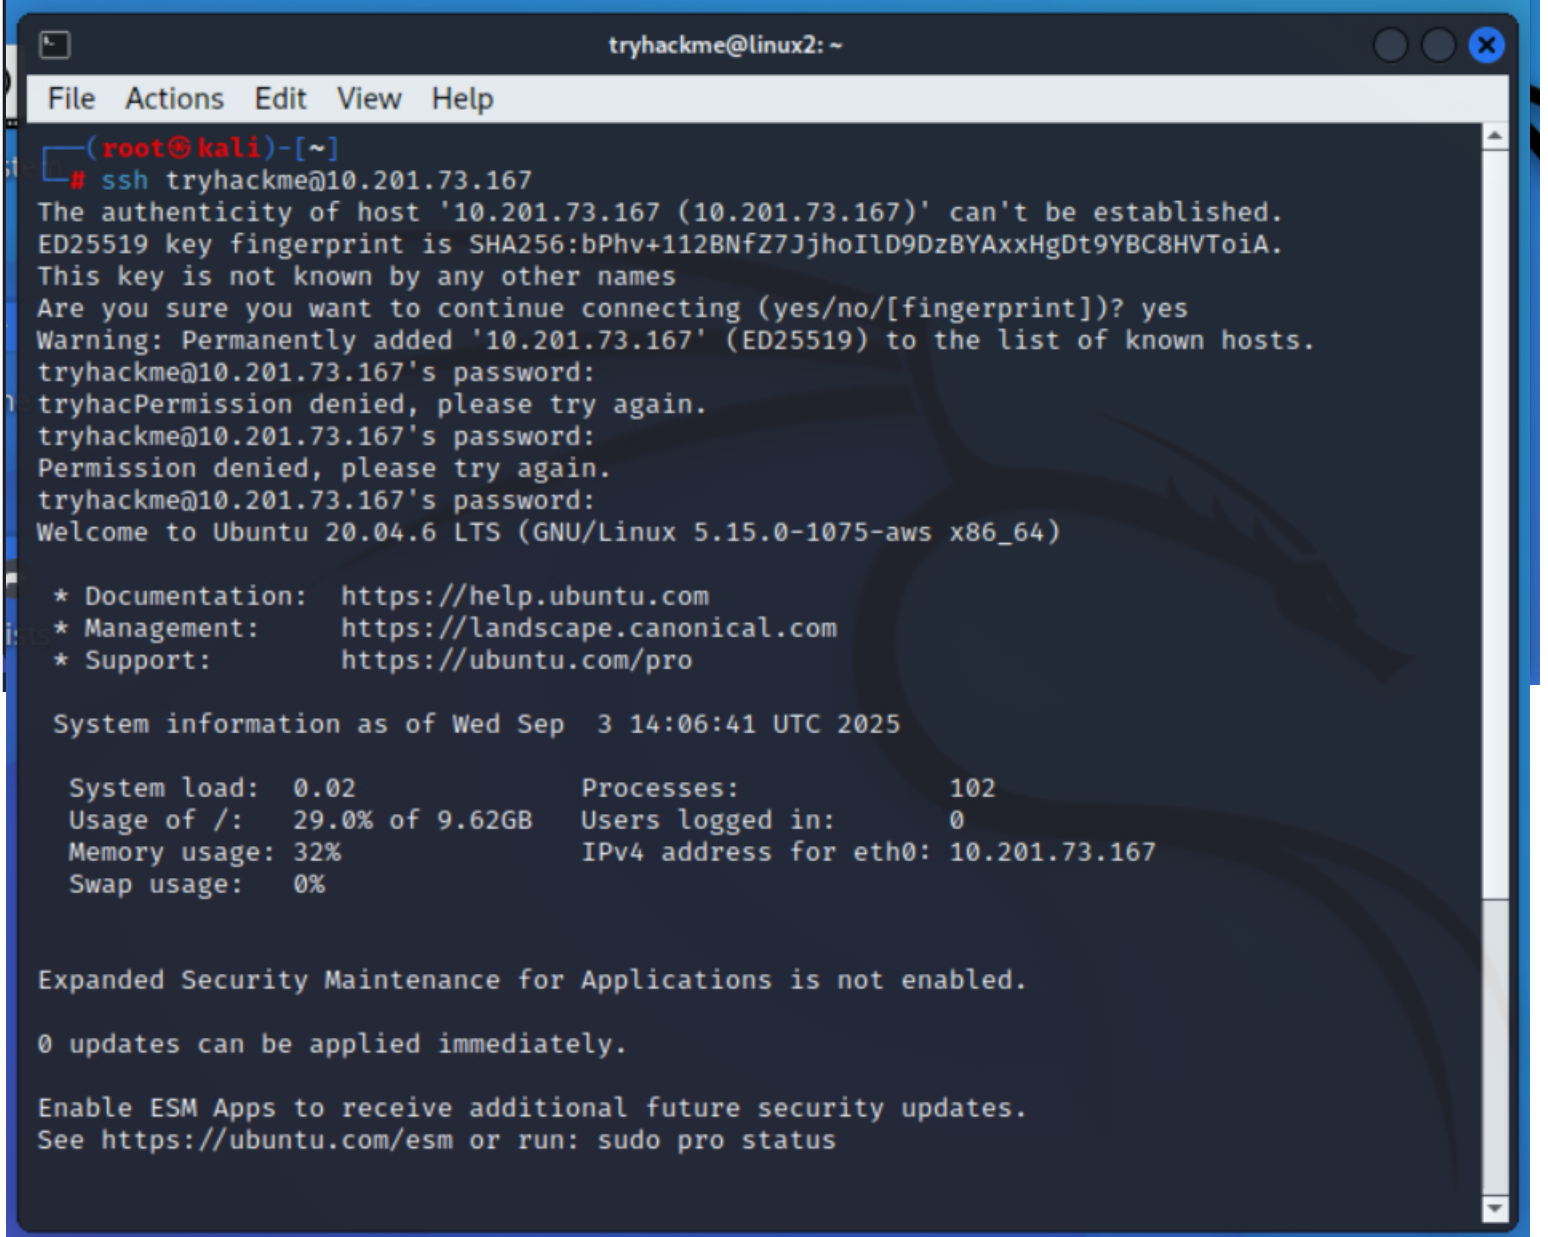 tryhackme@linux2: ~
File Actions Edit View Help
┌──(root㉿kali)-[~]
└─# ssh tryhackme@10.201.73.167
The authenticity of host '10.201.73.167 (10.201.73.167)' can't be established.
ED25519 key fingerprint is SHA256:bPhv+112BNfZ7JjhoIlD9DzBYAxxHgDt9YBC8HVToiA.
This key is not known by any other names
Are you sure you want to continue connecting (yes/no/[fingerprint])? yes
Warning: Permanently added '10.201.73.167' (ED25519) to the list of known hosts.
tryhackme@10.201.73.167's password:
tryhacPermission denied, please try again.
tryhackme@10.201.73.167's password:
Permission denied, please try again.
tryhackme@10.201.73.167's password:
Welcome to Ubuntu 20.04.6 LTS (GNU/Linux 5.15.0-1075-aws x86_64)
* Documentation: https://help.ubuntu.com
* Management: https://landscape.canonical.com
* Support: https://ubuntu.com/pro
System information as of Wed Sep 3 14:06:41 UTC 2025
System load: 0.02 Processes: 102
Usage of /: 29.0% of 9.62GB Users logged in: 0
Memory usage: 32% IPv4 address for eth0: 10.201.73.167
Swap usage: 0%
Expanded Security Maintenance for Applications is not enabled.
0 updates can be applied immediately.
Enable ESM Apps to receive additional future security updates.
See https://ubuntu.com/esm or run: sudo pro status